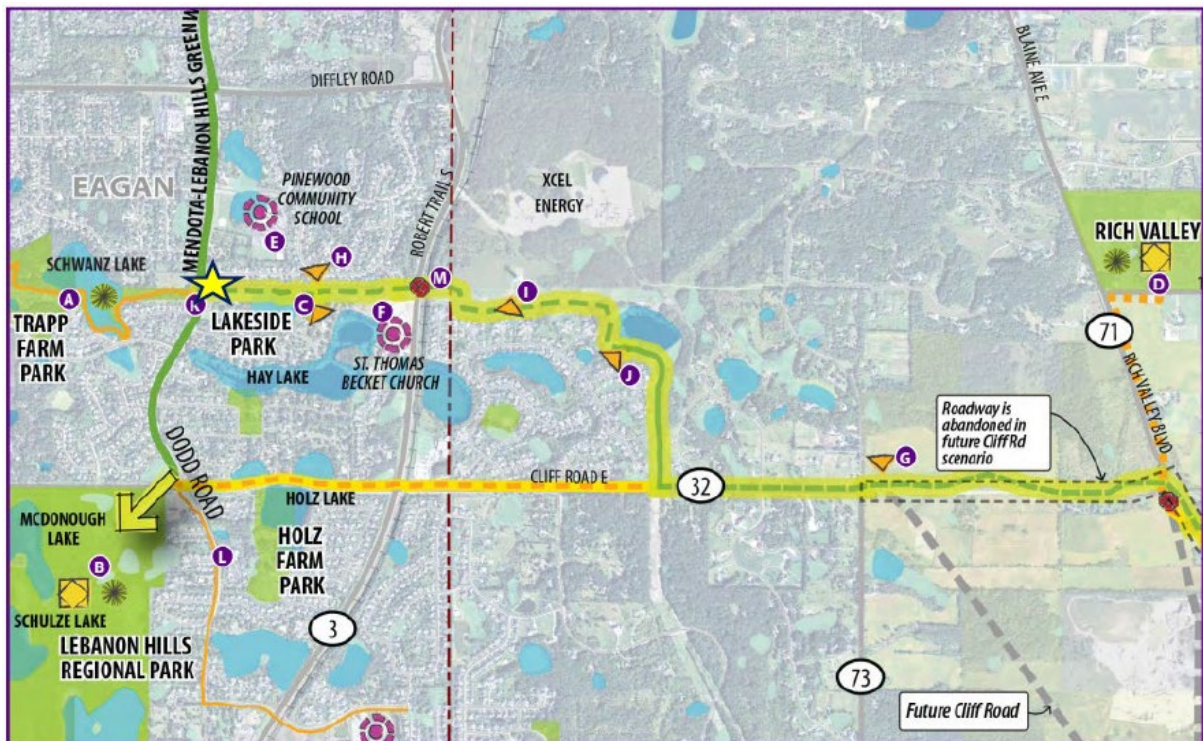 MENDOTA-LEBANON HILLS GREENW
BLAINE AVE E
DIFFLEY ROAD
EAGAN
PINEWOOD
COMMUNITY
SCHOOL
E
ROBERT TRAIL S
XCEL
ENERGY
RICH VALLEY
D
SCHWANZ LAKE
A
H
M
I
K
C
F
TRAPP
FARM
PARK
LAKESIDE
PARK
71
HAY LAKE
ST. THOMAS
BECKET CHURCH
J
RICH VALLEY BLVD
Roadway is
abandoned in
future Cliff Rd
scenario
DODD ROAD
G
CLIFF ROAD E
32
HOLZ LAKE
MCDONOUGH
LAKE
HOLZ
FARM
PARK
L
B
SCHULZE LAKE
3
LEBANON HILLS
REGIONAL PARK
73
Future Cliff Road